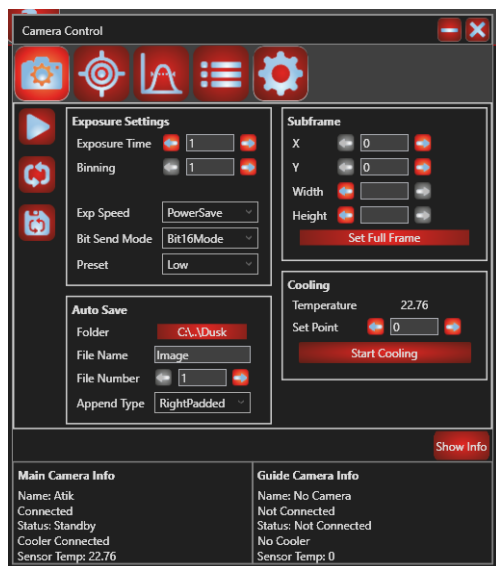 Camera Control
Exposure Settings
Exposure Time 1
Binning 1
Exp Speed PowerSave
Bit Send Mode Bit16Mode
Preset Low
Subframe
X 0
Y 0
Width
Height
Set Full Frame
Auto Save
Folder C:\..\Dusk
File Name Image
File Number 1
Append Type RightPadded
Cooling
Temperature 22.76
Set Point 0
Start Cooling
Show Info
Main Camera Info
Name: Atik
Connected
Status: Standby
Cooler Connected
Sensor Temp: 22.76
Guide Camera Info
Name: No Camera
Not Connected
Status: Not Connected
No Cooler
Sensor Temp: 0